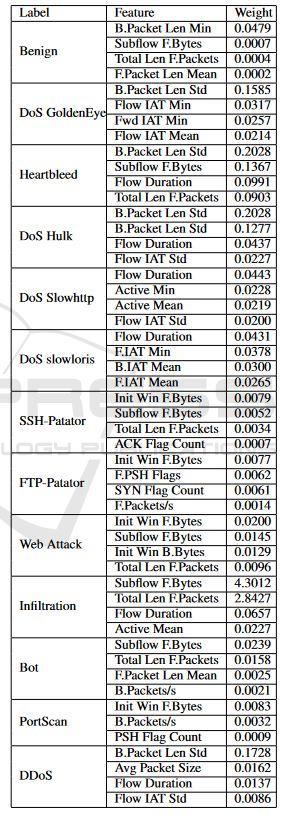 Label Feature Weight
Benign B.Packet Len Min 0.0479
Subflow F.Bytes 0.0007
Total Len F.Packets 0.0004
F.Packet Len Mean 0.0002
DoS GoldenEye B.Packet Len Std 0.1585
Flow IAT Min 0.0317
Fwd IAT Min 0.0257
Flow IAT Mean 0.0214
Heartbleed B.Packet Len Std 0.2028
Subflow F.Bytes 0.1367
Flow Duration 0.0991
Total Len F.Packets 0.0903
DoS Hulk B.Packet Len Std 0.2028
B.Packet Len Std 0.1277
Flow Duration 0.0437
Flow IAT Std 0.0227
DoS Slowhttp Flow Duration 0.0443
Active Min 0.0228
Active Mean 0.0219
Flow IAT Std 0.0200
DoS slowloris Flow Duration 0.0431
F.IAT Min 0.0378
B.IAT Mean 0.0300
F.IAT Mean 0.0265
SSH-Patator Init Win F.Bytes 0.0079
Subflow F.Bytes 0.0052
Total Len F.Packets 0.0034
ACK Flag Count 0.0007
FTP-Patator Init Win F.Bytes 0.0077
F.PSH Flags 0.0062
SYN Flag Count 0.0061
F.Packets/s 0.0014
Web Attack Init Win F.Bytes 0.0200
Subflow F.Bytes 0.0145
Init Win B.Bytes 0.0129
Total Len F.Packets 0.0096
Infiltration Subflow F.Bytes 4.3012
Total Len F.Packets 2.8427
Flow Duration 0.0657
Active Mean 0.0227
Bot Subflow F.Bytes 0.0239
Total Len F.Packets 0.0158
F.Packet Len Mean 0.0025
B.Packets/s 0.0021
PortScan Init Win F.Bytes 0.0083
B.Packets/s 0.0032
PSH Flag Count 0.0009
DDoS B.Packet Len Std 0.1728
Avg Packet Size 0.0162
Flow Duration 0.0137
Flow IAT Std 0.0086